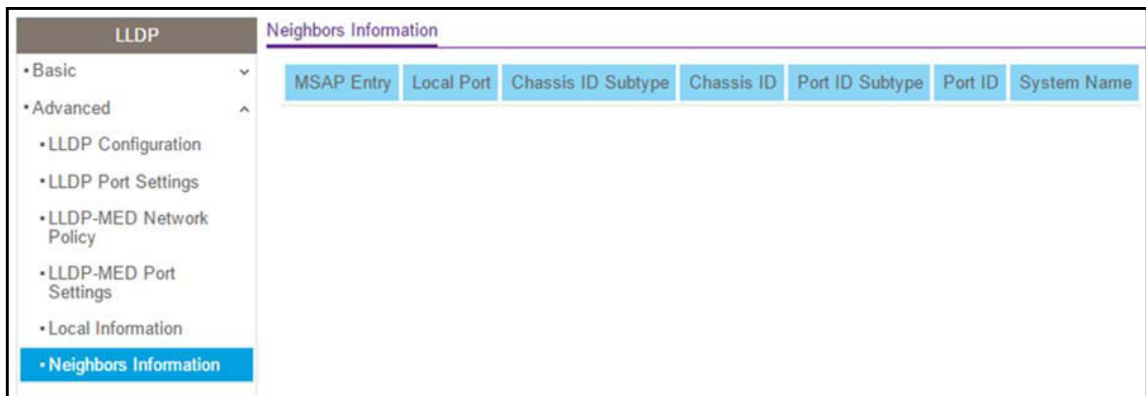 LLDP
Basic
Advanced
LLDP Configuration
LLDP Port Settings
LLDP-MED Network
Policy
LLDP-MED Port
Settings
Local Information
Neighbors Information
Neighbors Information
MSAP Entry Local Port Chassis ID Subtype Chassis ID Port ID Subtype Port ID System Name